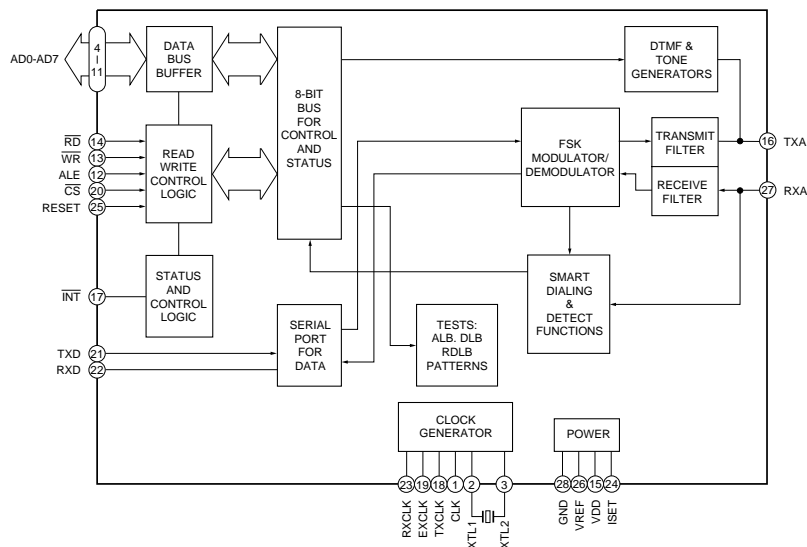 AD0-AD7
4
11
DATA
BUS
BUFFER
8-BIT
BUS
FOR
CONTROL
AND
STATUS
DTMF &
TONE
GENERATORS
RD
14
WR
13
ALE
12
CS
20
RESET
25
READ
WRITE
CONTROL
LOGIC
FSK
MODULATOR/
DEMODULATOR
TRANSMIT
FILTER
RECEIVE
FILTER
16
TXA
27
RXA
INT
17
STATUS
AND
CONTROL
LOGIC
SMART
DIALING
&
DETECT
FUNCTIONS
TXD
21
RXD
22
SERIAL
PORT
FOR
DATA
TESTS:
ALB. DLB
RDLB
PATTERNS
CLOCK
GENERATOR
POWER
23
19
18
1
2
3
28
26
15
24
RXCLK
EXCLK
TXCLK
CLK
XTL1
XTL2
GND
VREF
VDD
ISET